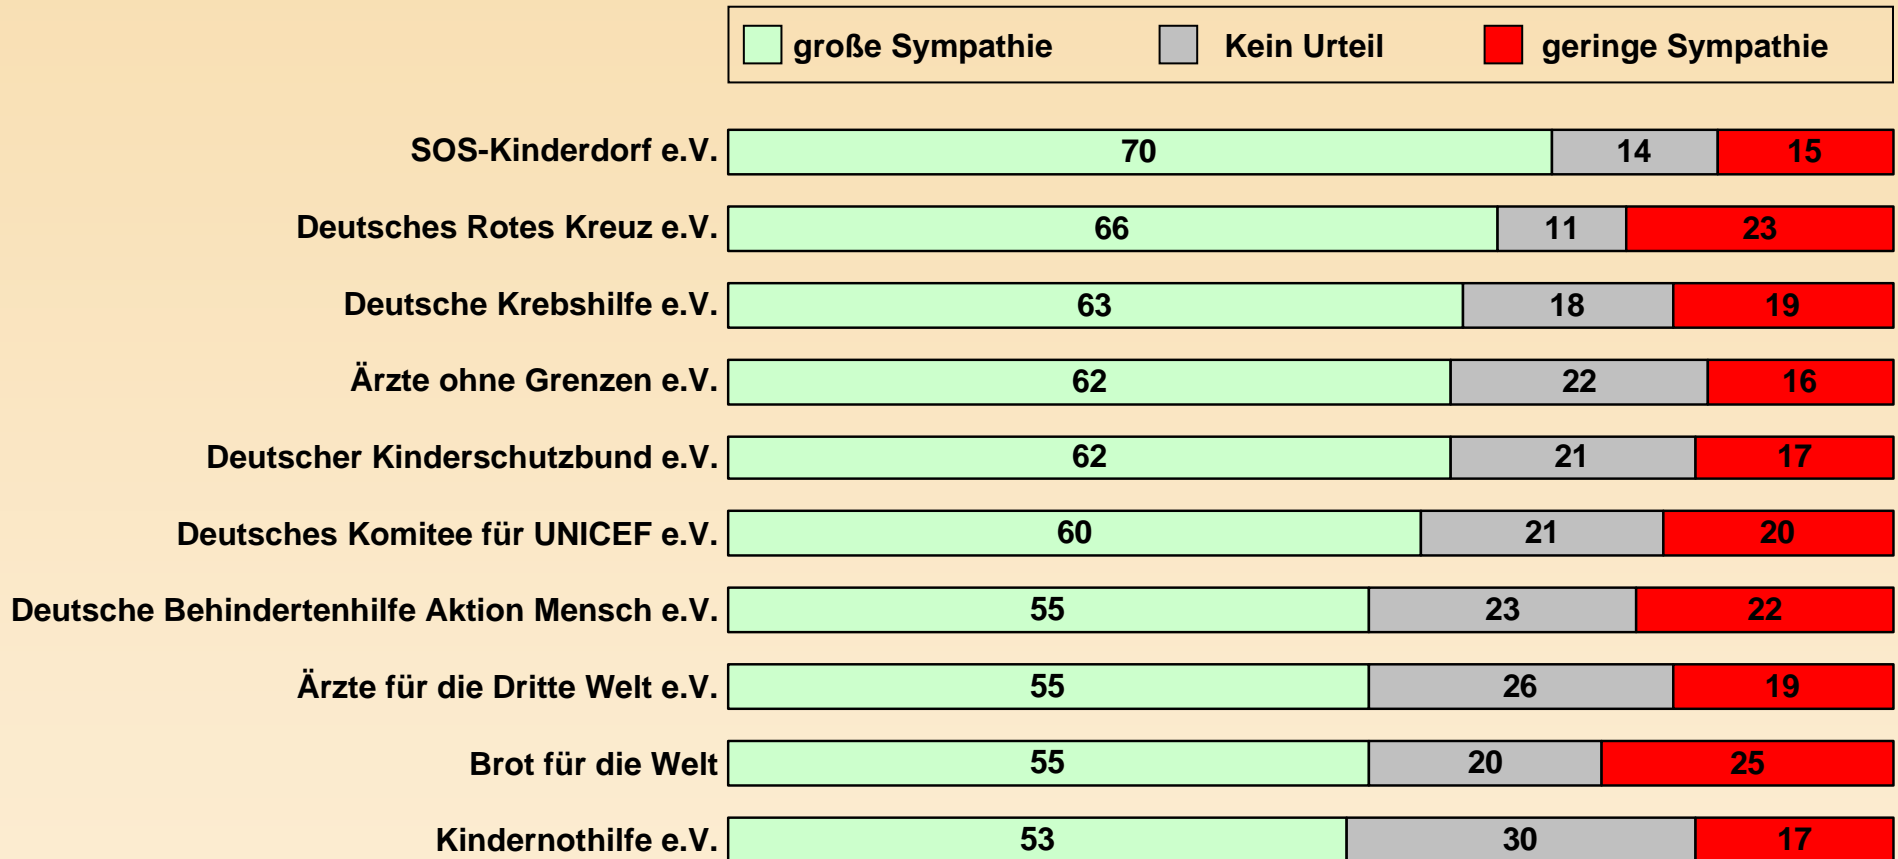 große Sympathie Kein Urteil geringe Sympathie
SOS-Kinderdorf e.V. 70 14 15
Deutsches Rotes Kreuz e.V. 66 11 23
Deutsche Krebshilfe e.V. 63 18 19
Ärzte ohne Grenzen e.V. 62 22 16
Deutscher Kinderschutzbund e.V. 62 21 17
Deutsches Komitee für UNICEF e.V. 60 21 20
Deutsche Behindertenhilfe Aktion Mensch e.V. 55 23 22
Ärzte für die Dritte Welt e.V. 55 26 19
Brot für die Welt 55 20 25
Kindernothilfe e.V. 53 30 17